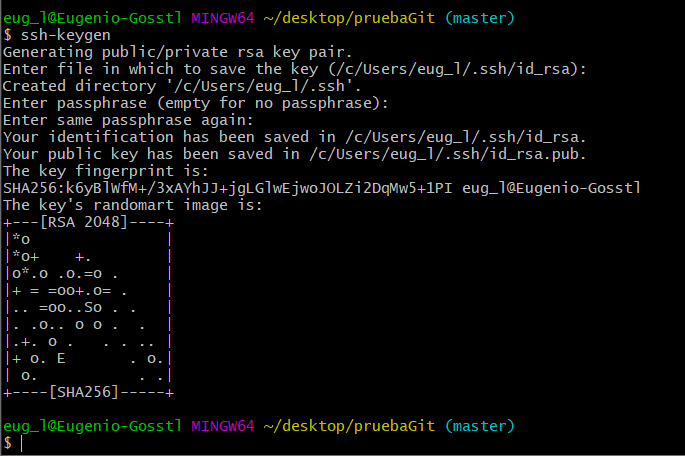 eug_l@Eugenio-Gosstl MINGW64 ~/desktop/pruebaGit (master)
$ ssh-keygen
Generating public/private rsa key pair.
Enter file in which to save the key (/c/Users/eug_l/.ssh/id_rsa):
Created directory '/c/Users/eug_l/.ssh'.
Enter passphrase (empty for no passphrase):
Enter same passphrase again:
Your identification has been saved in /c/Users/eug_l/.ssh/id_rsa.
Your public key has been saved in /c/Users/eug_l/.ssh/id_rsa.pub.
The key fingerprint is:
SHA256:k6yBlWfM+/3xAYhJJ+jgLGlwEjwoJOLZi2DqMw5+1PI eug_l@Eugenio-Gosstl
The key's randomart image is:
+---[RSA 2048]----+
|*o               |
|*o+    +.        |
|o*.o .o.=o .     |
|+ = =oo+.o= .    |
|.. =oo..So . .   |
|. .o.. o o .  .  |
|.+. o .   . . .. |
|+ o. E       . o.|
| o.           . .|
+----[SHA256]-----+
eug_l@Eugenio-Gosstl MINGW64 ~/desktop/pruebaGit (master)
$